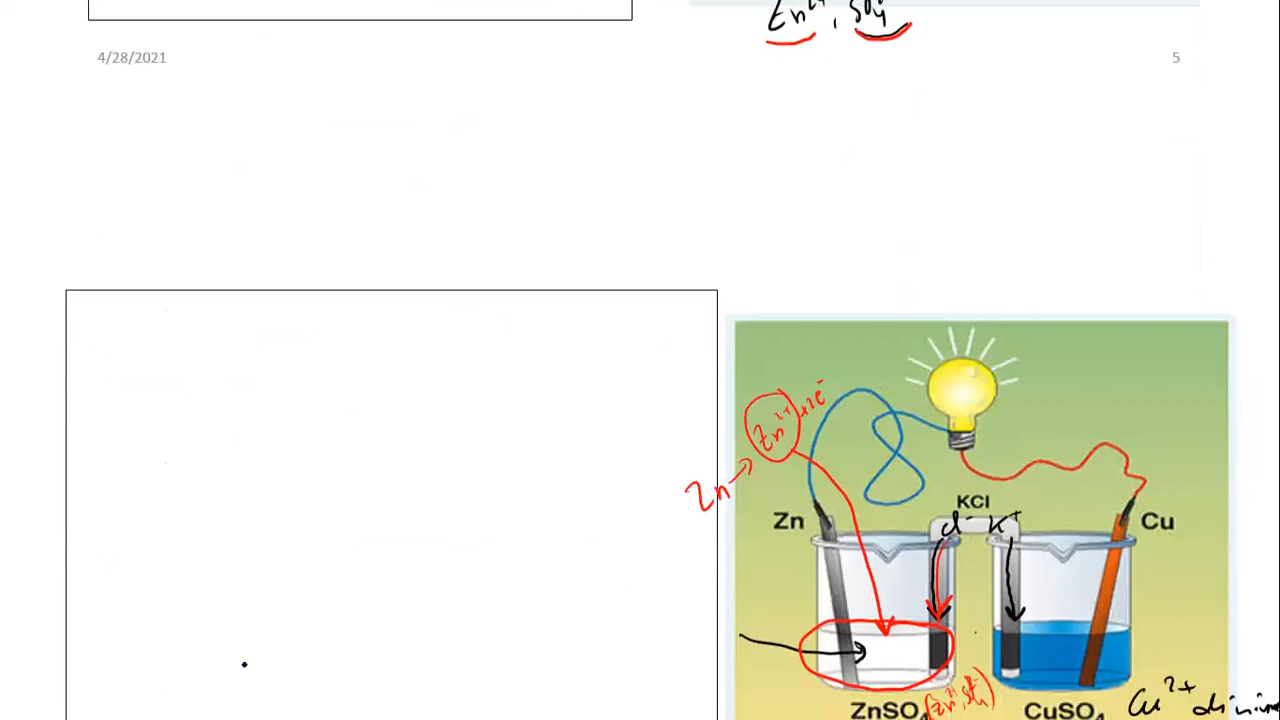 Zn²⁺, SO₄
4/28/2021 5
Zn → Zn²⁺ + 2e⁻
KCl
Zn Cl⁻ K⁺ Cu
ZnSO₄ CuSO₄ Cu²⁺